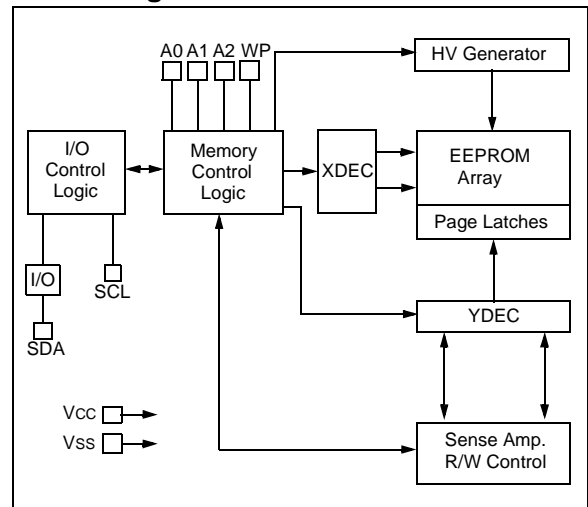 A0 A1 A2 WP
HV Generator
I/O
Control
Logic
Memory
Control
Logic
XDEC
EEPROM
Array
Page Latches
I/O
SCL
SDA
YDEC
Vcc
Vss
Sense Amp.
R/W Control